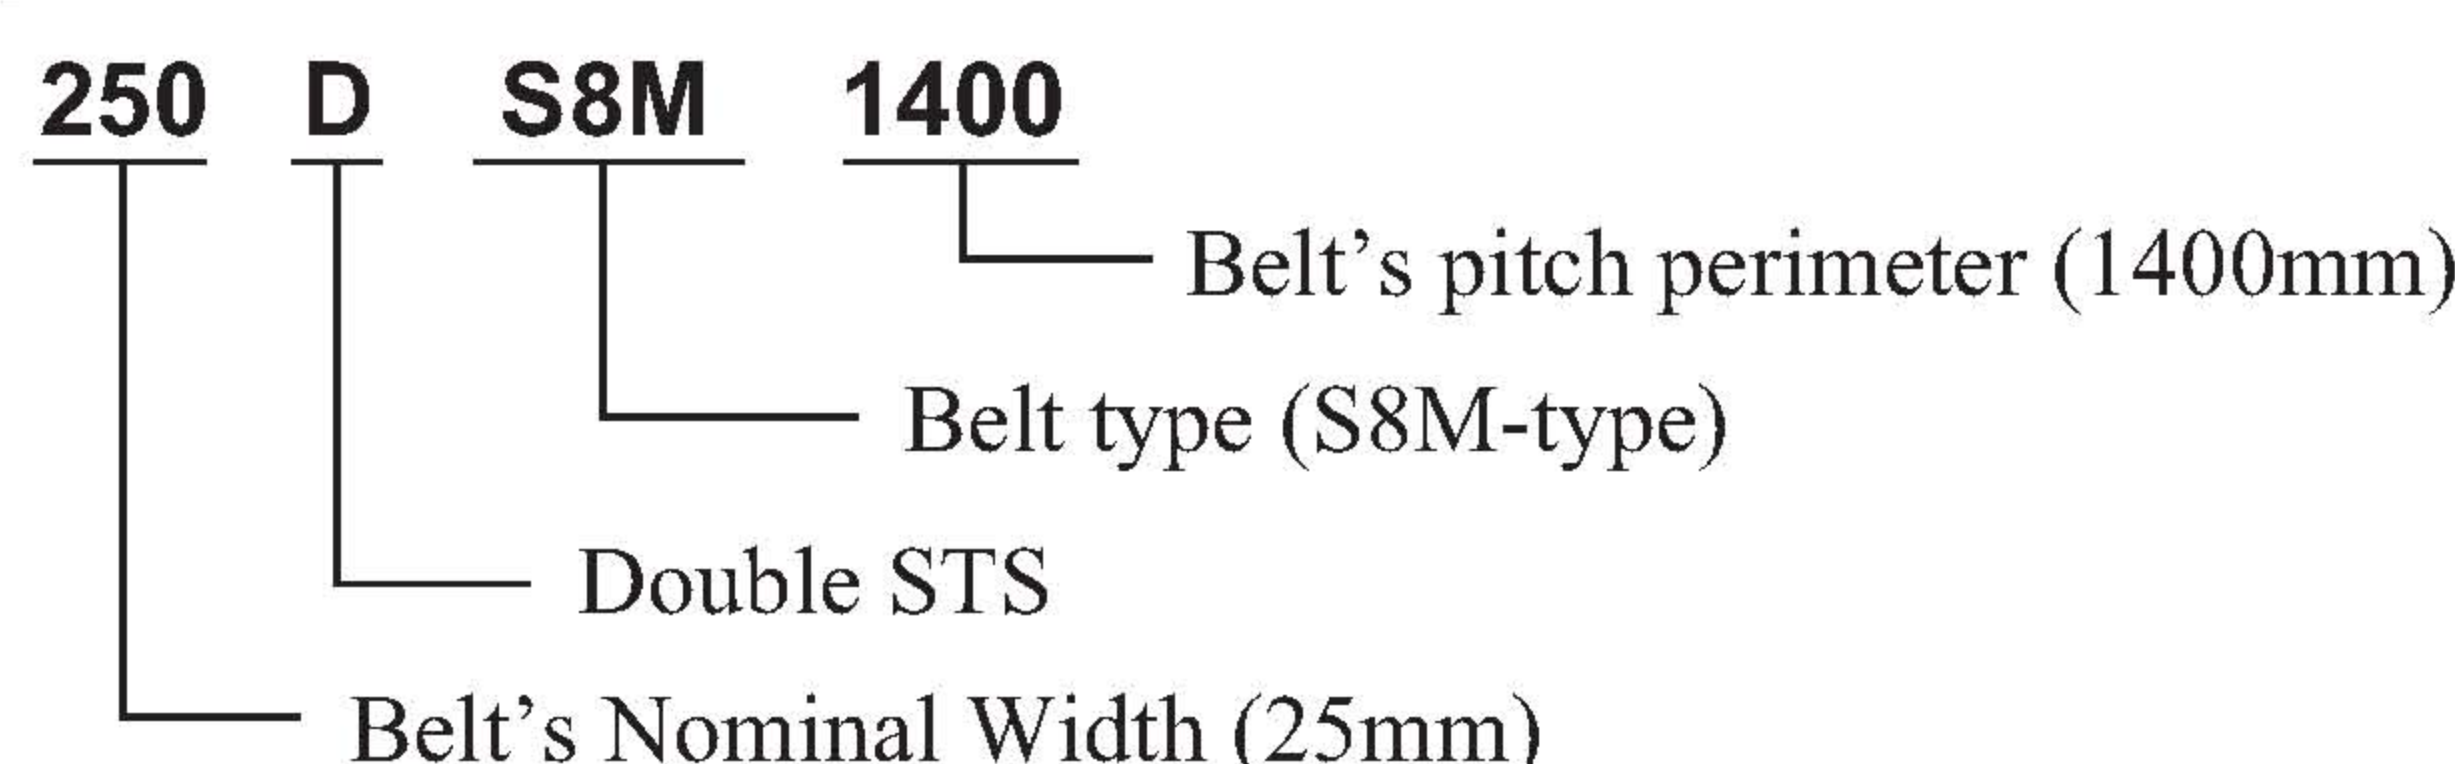 250 D S8M 1400
Belt’s pitch perimeter (1400mm)
Belt type (S8M-type)
Double STS
Belt’s Nominal Width (25mm)